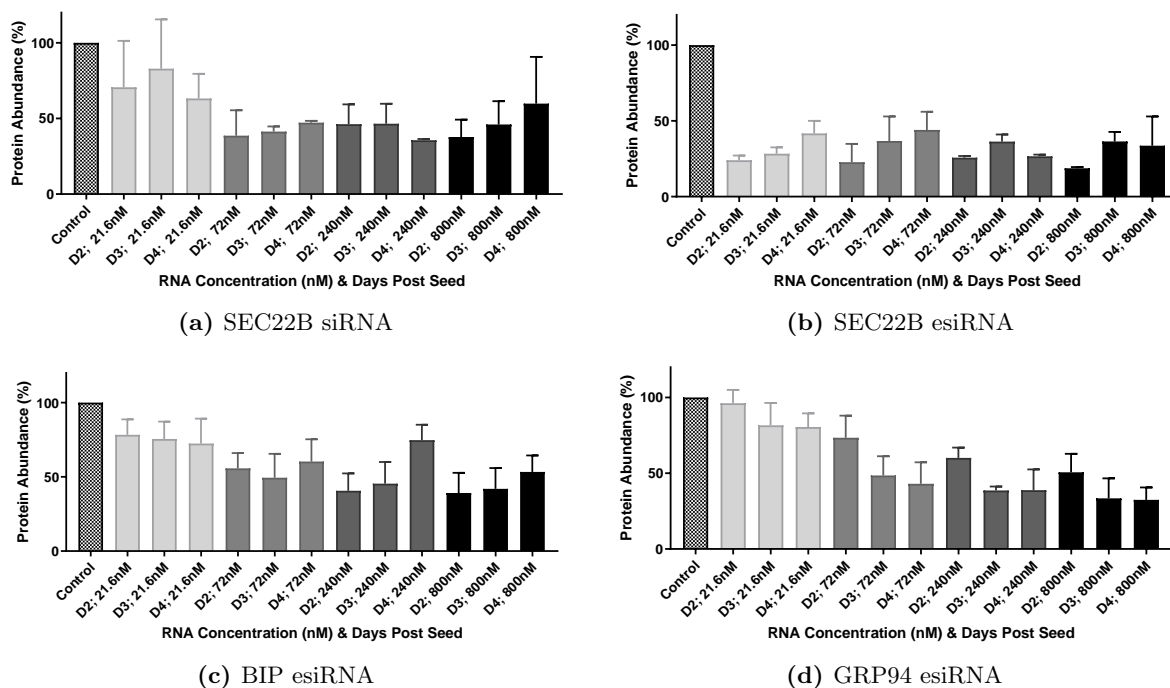 Protein Abundance (%)
100
50
0
Control
D2; 21.6nM
D3; 21.6nM
D4; 21.6nM
D2; 72nM
D3; 72nM
D4; 72nM
D2; 240nM
D3; 240nM
D4; 240nM
D2; 800nM
D3; 800nM
D4; 800nM
RNA Concentration (nM) & Days Post Seed
(a) SEC22B siRNA
Protein Abundance (%)
100
50
0
Control
D2; 21.6nM
D3; 21.6nM
D4; 21.6nM
D2; 72nM
D3; 72nM
D4; 72nM
D2; 240nM
D3; 240nM
D4; 240nM
D2; 800nM
D3; 800nM
D4; 800nM
RNA Concentration (nM) & Days Post Seed
(b) SEC22B esiRNA
Protein Abundance (%)
100
50
0
Control
D2; 21.6nM
D3; 21.6nM
D4; 21.6nM
D2; 72nM
D3; 72nM
D4; 72nM
D2; 240nM
D3; 240nM
D4; 240nM
D2; 800nM
D3; 800nM
D4; 800nM
RNA Concentration (nM) & Days Post Seed
(c) BIP esiRNA
Protein Abundance (%)
100
50
0
Control
D2; 21.6nM
D3; 21.6nM
D4; 21.6nM
D2; 72nM
D3; 72nM
D4; 72nM
D2; 240nM
D3; 240nM
D4; 240nM
D2; 800nM
D3; 800nM
D4; 800nM
RNA Concentration (nM) & Days Post Seed
(d) GRP94 esiRNA